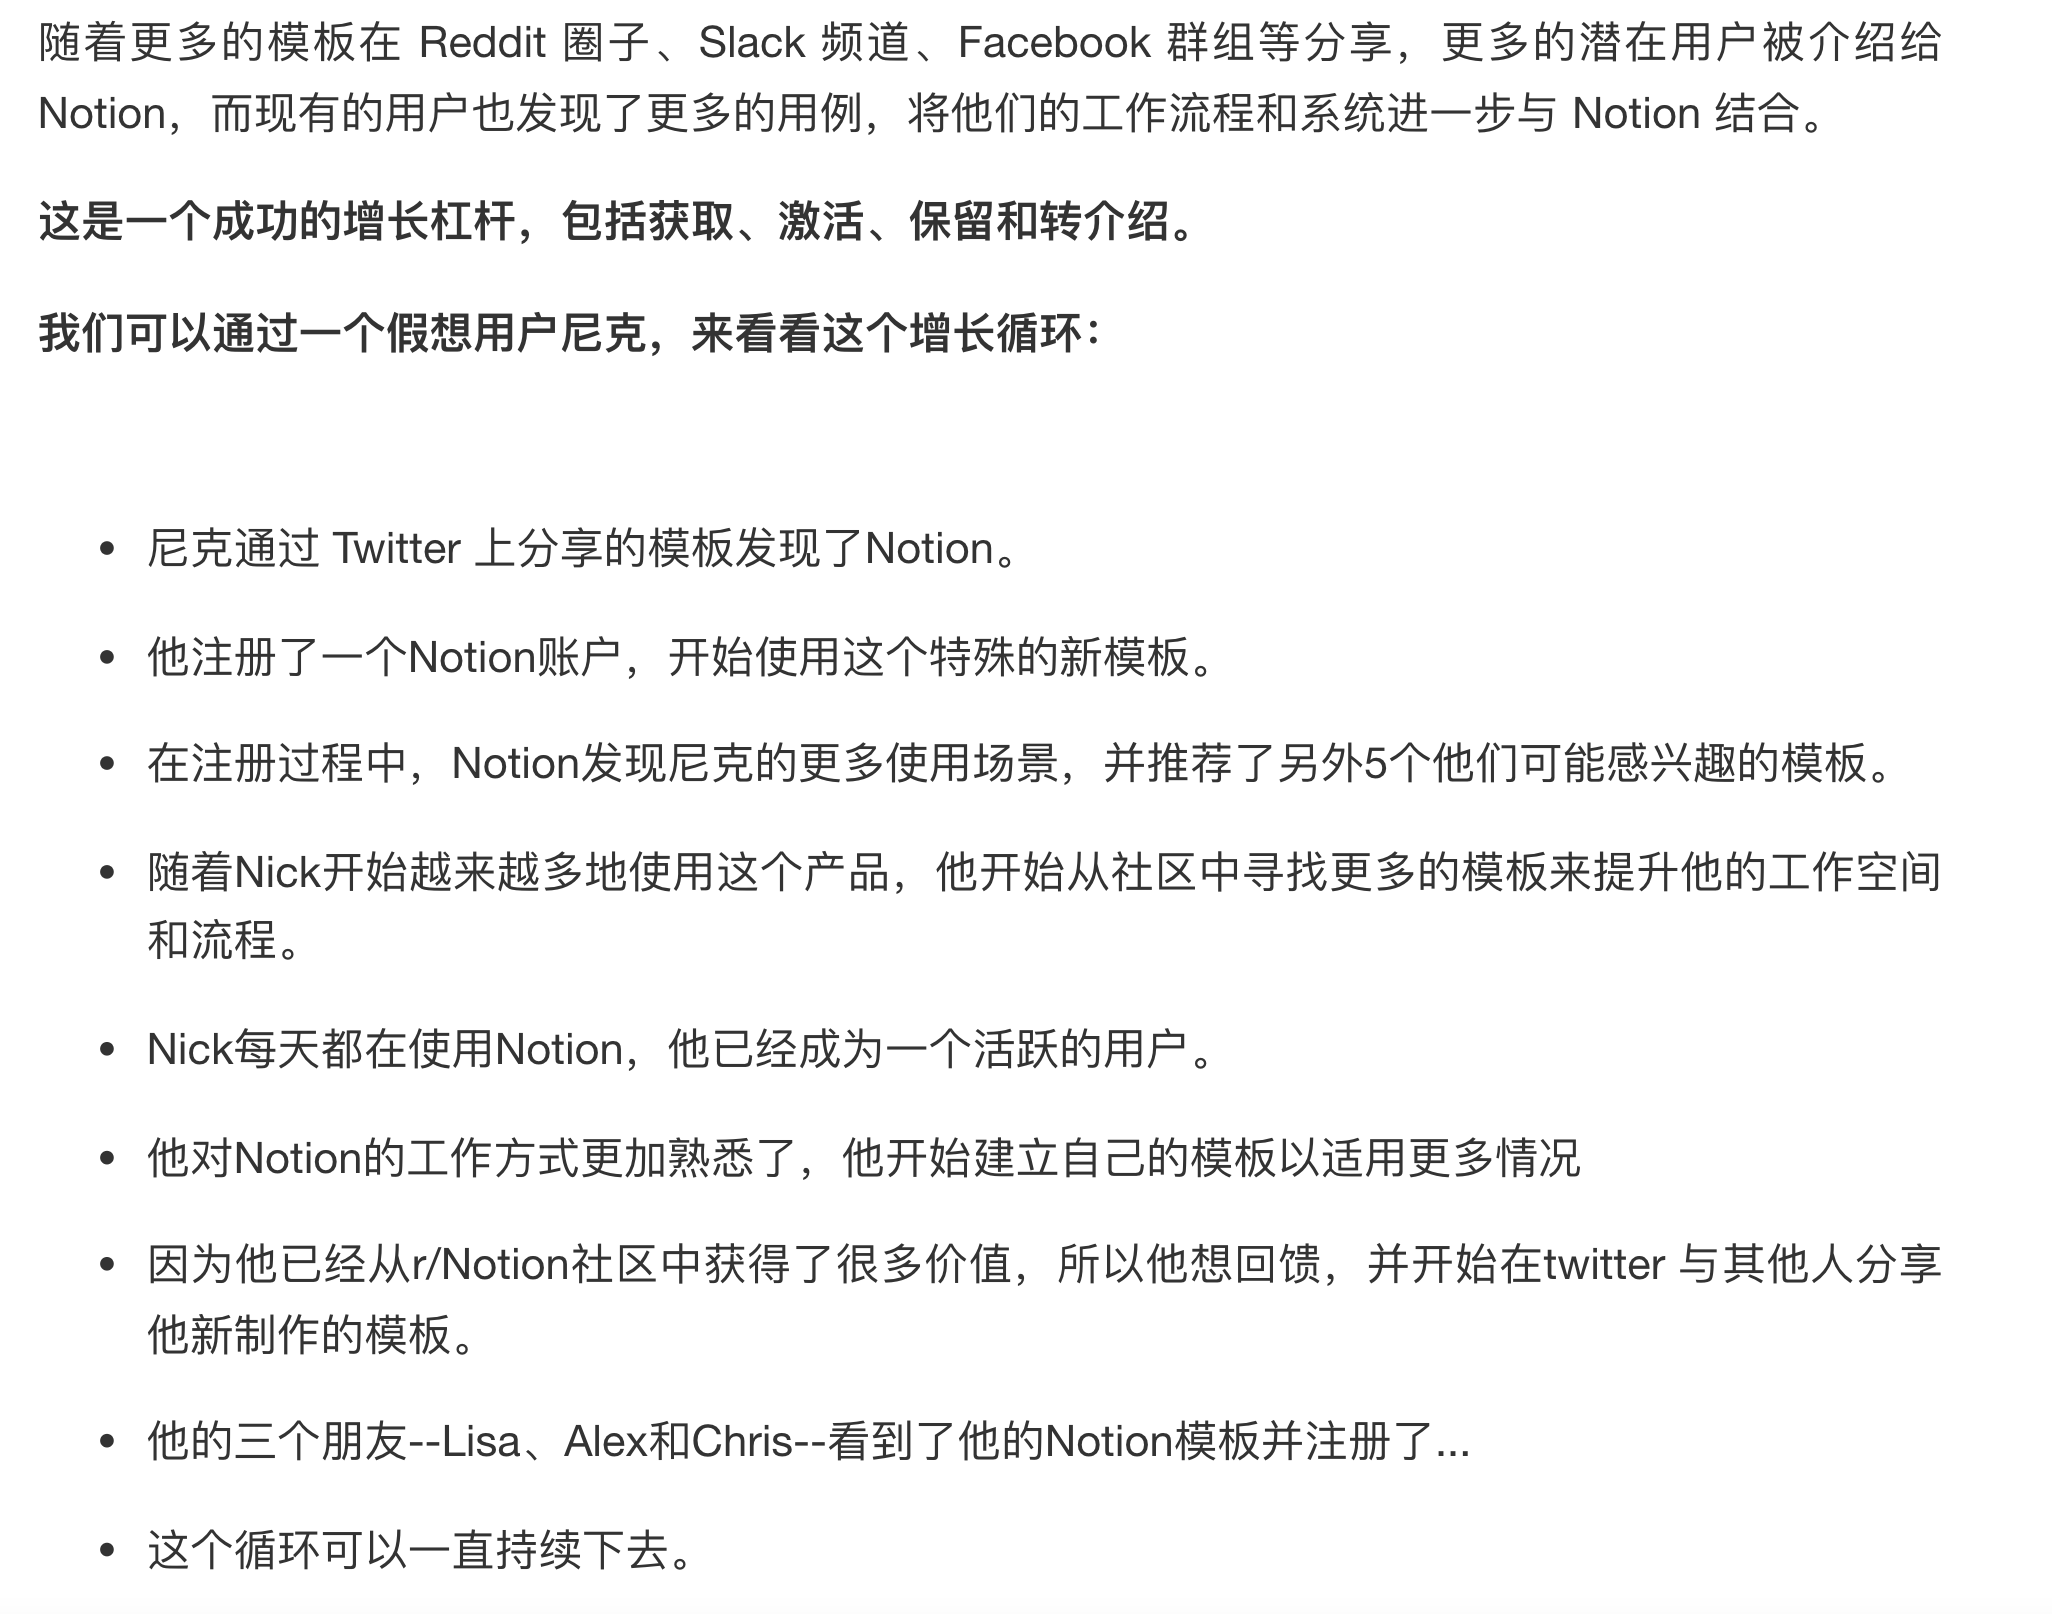 随着更多的模板在 Reddit 圈子、Slack 频道、Facebook 群组等分享，更多的潜在用户被介绍给
Notion，而现有的用户也发现了更多的用例，将他们的工作流程和系统进一步与 Notion 结合。
这是一个成功的增长杠杆，包括获取、激活、保留和转介绍。
我们可以通过一个假想用户尼克，来看看这个增长循环：
• 尼克通过 Twitter 上分享的模板发现了Notion。
• 他注册了一个Notion账户，开始使用这个特殊的新模板。
• 在注册过程中，Notion发现尼克的更多使用场景，并推荐了另外5个他们可能感兴趣的模板。
• 随着Nick开始越来越多地使用这个产品，他开始从社区中寻找更多的模板来提升他的工作空间
和流程。
• Nick每天都在使用Notion，他已经成为一个活跃的用户。
• 他对Notion的工作方式更加熟悉了，他开始建立自己的模板以适用更多情况
• 因为他已经从r/Notion社区中获得了很多价值，所以他想回馈，并开始在twitter 与其他人分享
他新制作的模板。
• 他的三个朋友--Lisa、Alex和Chris--看到了他的Notion模板并注册了...
• 这个循环可以一直持续下去。